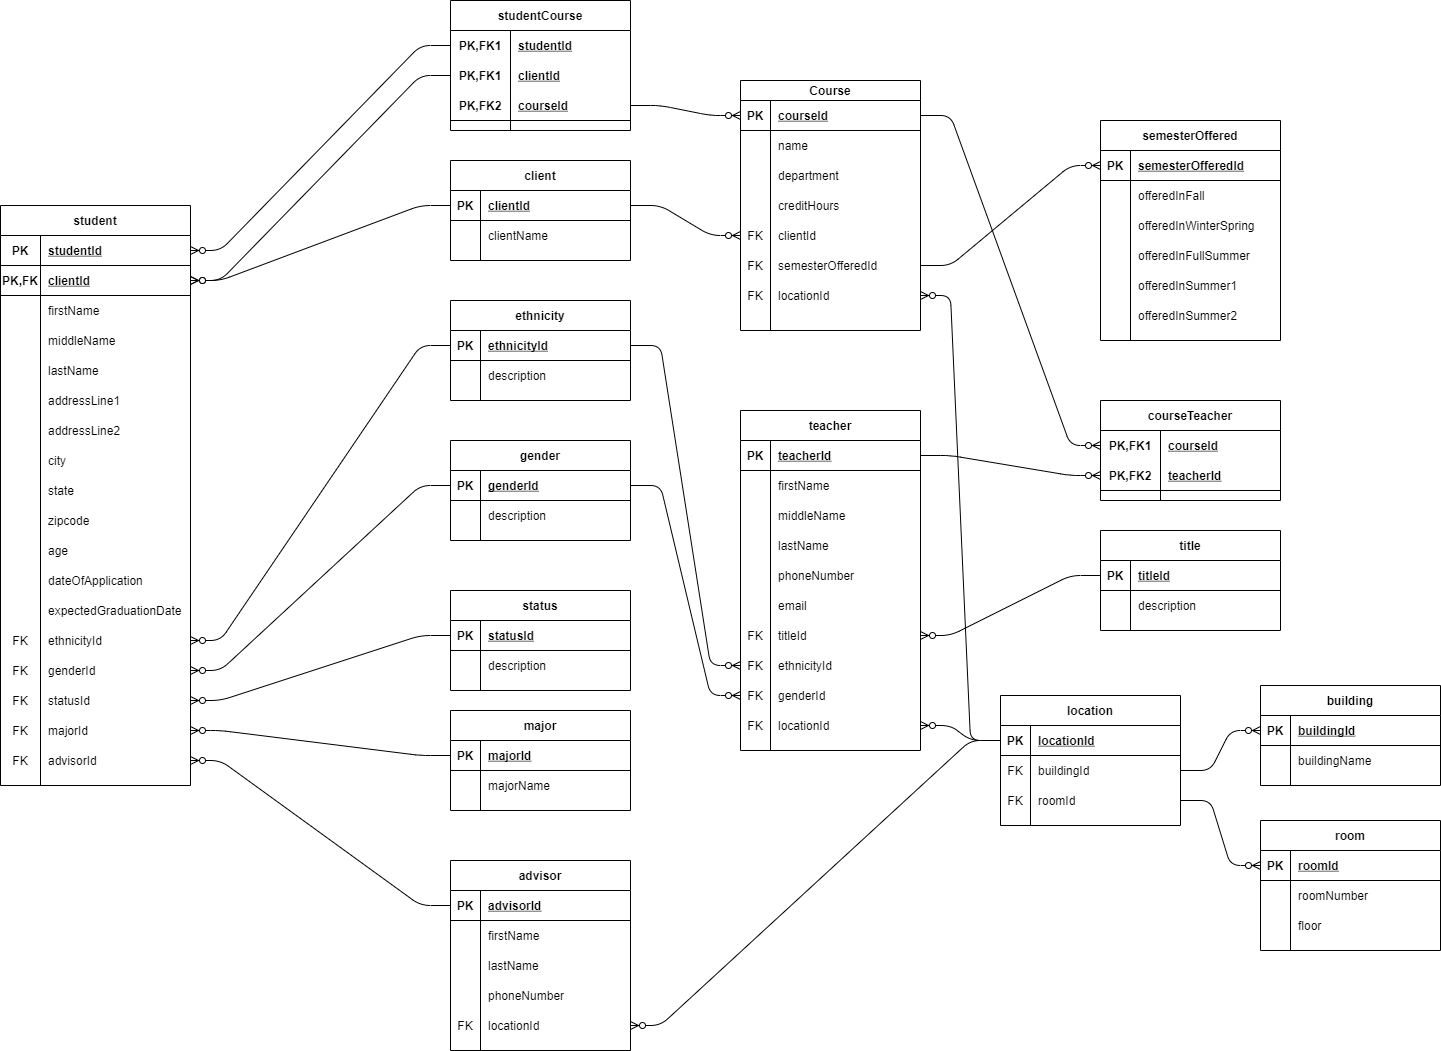 studentCourse
PK,FK1 studentId
PK,FK1 clientId
PK,FK2 courseId
client
PK clientId
clientName
student
PK studentId
PK,FK clientId
firstName
middleName
lastName
addressLine1
addressLine2
city
state
zipcode
age
dateOfApplication
expectedGraduationDate
FK ethnicityId
FK genderId
FK statusId
FK majorId
FK advisorId
ethnicity
PK ethnicityId
description
gender
PK genderId
description
status
PK statusId
description
major
PK majorId
majorName
advisor
PK advisorId
firstName
lastName
phoneNumber
FK locationId
Course
PK courseId
name
department
creditHours
FK clientId
FK semesterOfferedId
FK locationId
teacher
PK teacherId
firstName
middleName
lastName
phoneNumber
email
FK titleId
FK ethnicityId
FK genderId
FK locationId
semesterOffered
PK semesterOfferedId
offeredInFall
offeredInWinterSpring
offeredInFullSummer
offeredInSummer1
offeredInSummer2
courseTeacher
PK,FK1 courseId
PK,FK2 teacherId
title
PK titleId
description
location
PK locationId
FK buildingId
FK roomId
building
PK buildingId
buildingName
room
PK roomId
roomNumber
floor